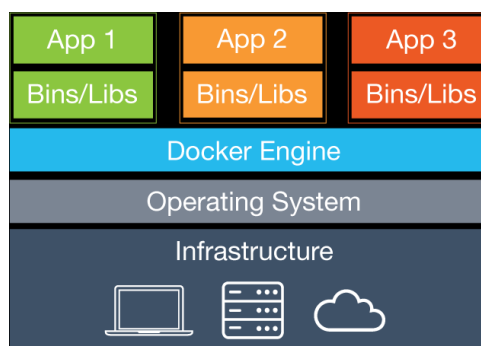 App 1 App 2 App 3
Bins/Libs Bins/Libs Bins/Libs
Docker Engine
Operating System
Infrastructure